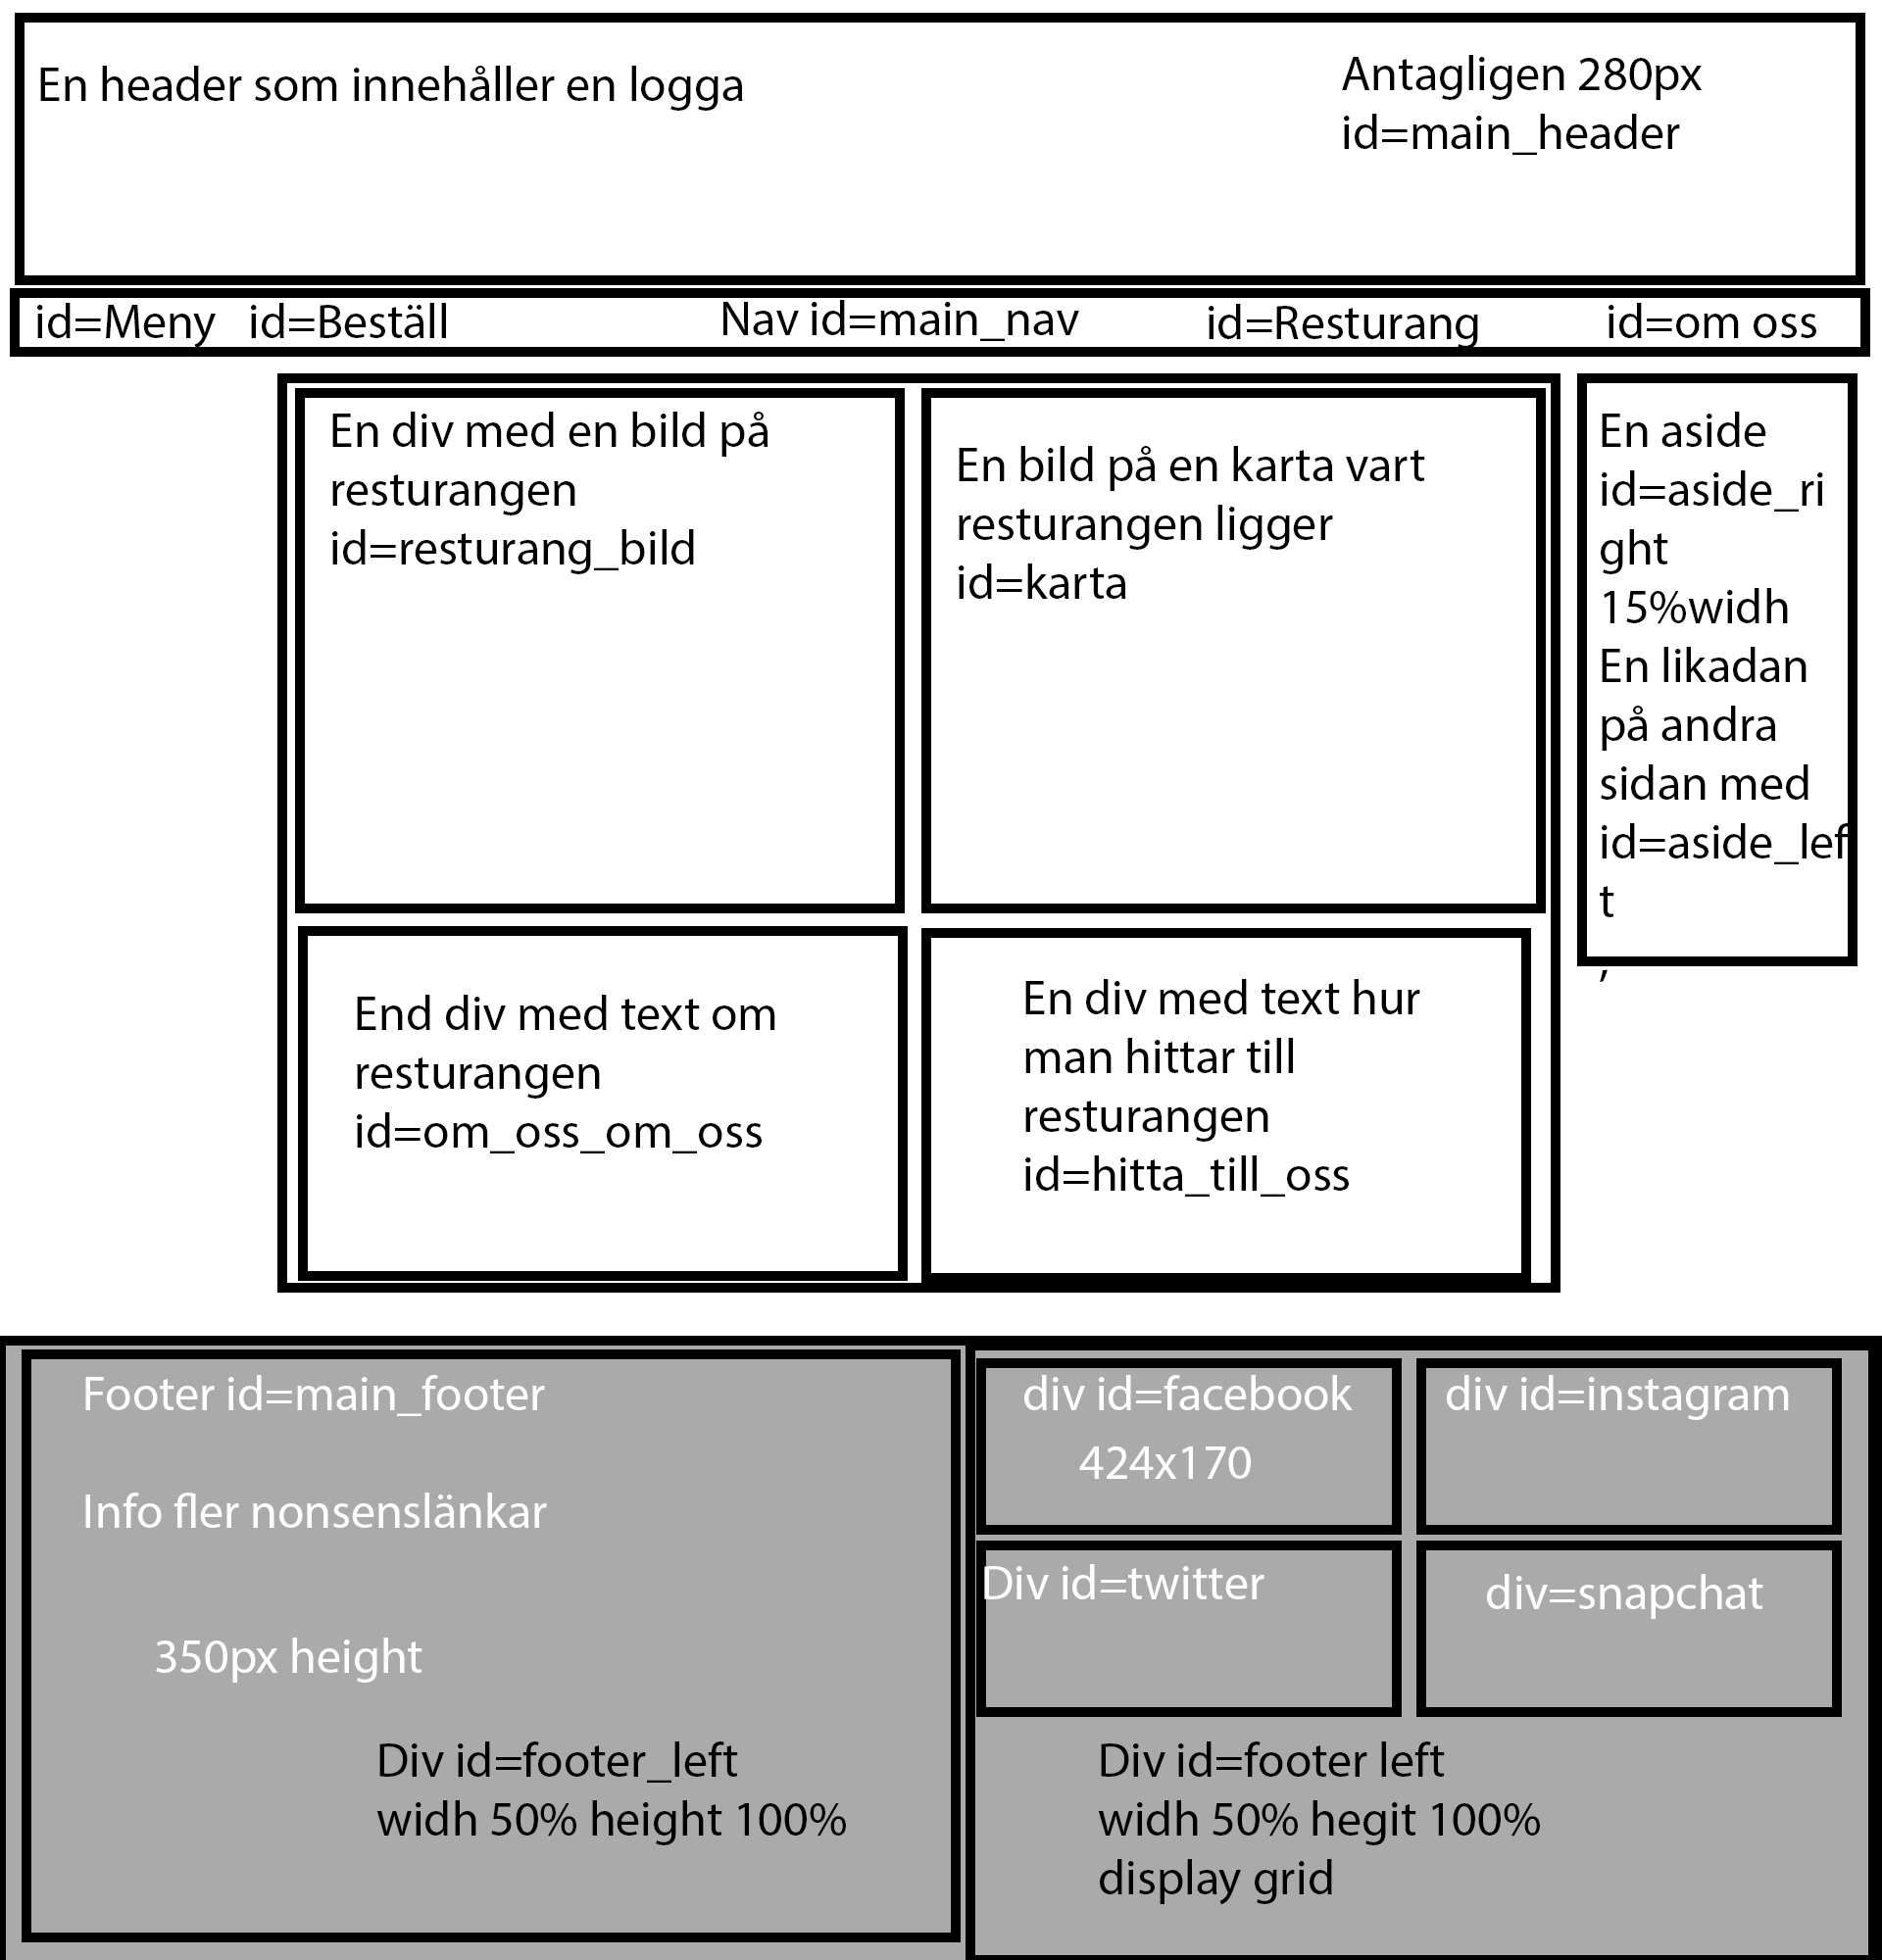 En header som innehåller en logga
Antagligen 280px
id=main_header
id=Meny id=Beställ Nav id=main_nav id=Resturang id=om oss
En div med en bild på
resturangen
id=resturang_bild
En bild på en karta vart
resturangen ligger
id=karta
En aside
id=aside_ri
ght
15%widh
En likadan
på andra
sidan med
id=aside_lef
t
,
End div med text om
resturangen
id=om_oss_om_oss
En div med text hur
man hittar till
resturangen
id=hitta_till_oss
Footer id=main_footer
Info fler nonsenslänkar
350px height
Div id=footer_left
widh 50% height 100%
div id=facebook
424x170
div id=instagram
Div id=twitter
div=snapchat
Div id=footer left
widh 50% hegit 100%
display grid